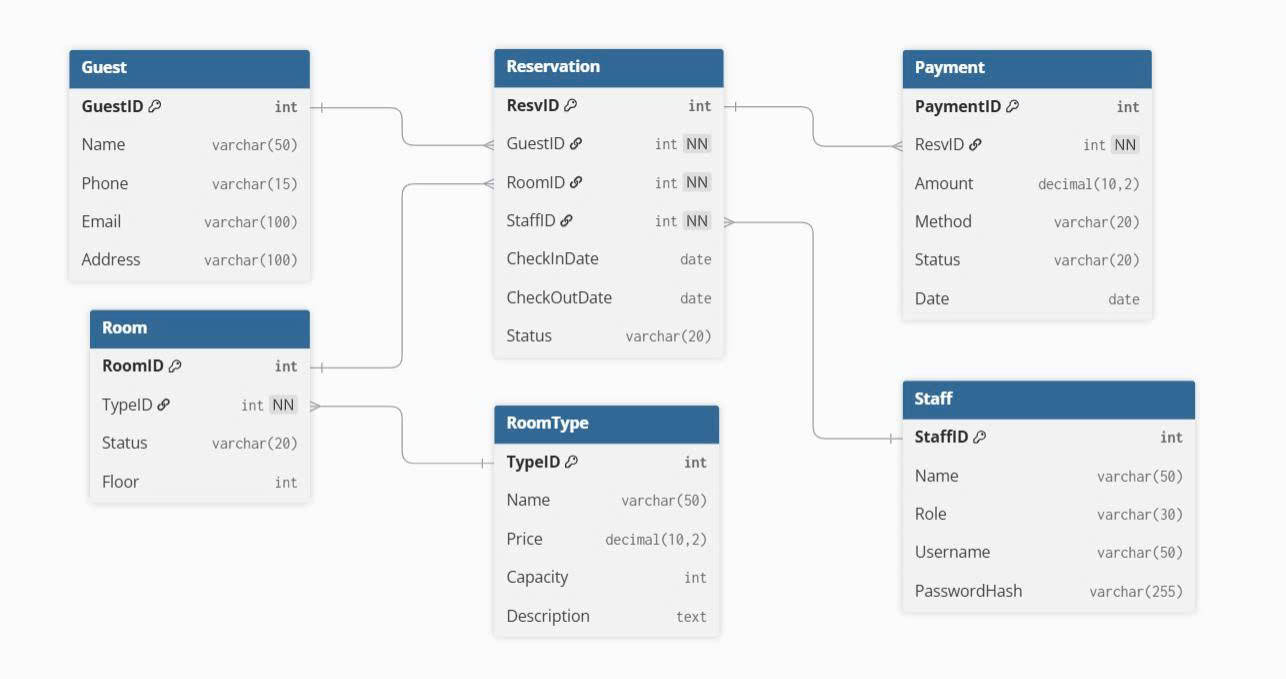 Guest
GuestID int
Name varchar(50)
Phone varchar(15)
Email varchar(100)
Address varchar(100)
Reservation
ResvID int
GuestID int NN
RoomID int NN
StaffID int NN
CheckInDate date
CheckOutDate date
Status varchar(20)
Payment
PaymentID int
ResvID int NN
Amount decimal(10,2)
Method varchar(20)
Status varchar(20)
Date date
Room
RoomID int
TypeID int NN
Status varchar(20)
Floor int
RoomType
TypeID int
Name varchar(50)
Price decimal(10,2)
Capacity int
Description text
Staff
StaffID int
Name varchar(50)
Role varchar(30)
Username varchar(50)
PasswordHash varchar(255)